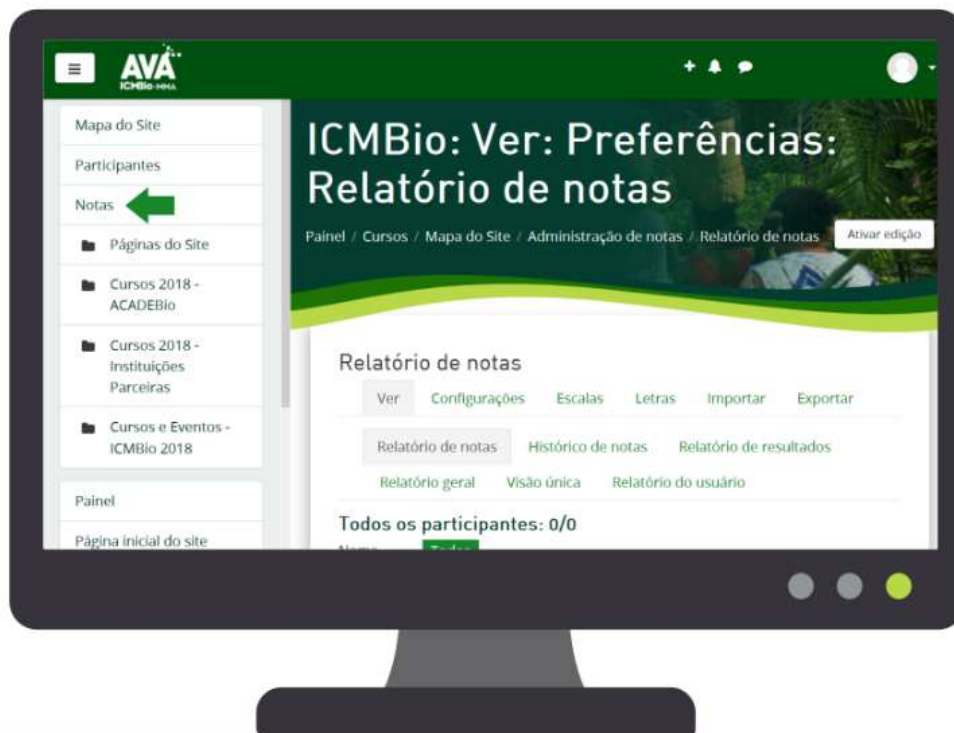 AVA
ICMBio-MMA
Mapa do Site
Participantes
Notas
Páginas do Site
Cursos 2018 -
ACADEBio
Cursos 2018 -
Instituições
Parceiras
Cursos e Eventos -
ICMBio 2018
Painel
Página inicial do site
ICMBio: Ver: Preferências:
Relatório de notas
Painel / Cursos / Mapa do Site / Administração de notas / Relatório de notas
Ativar edição
Relatório de notas
Ver Configurações Escalas Letras Importar Exportar
Relatório de notas Histórico de notas Relatório de resultados
Relatório geral Visão única Relatório do usuário
Todos os participantes: 0/0
Nome Todos